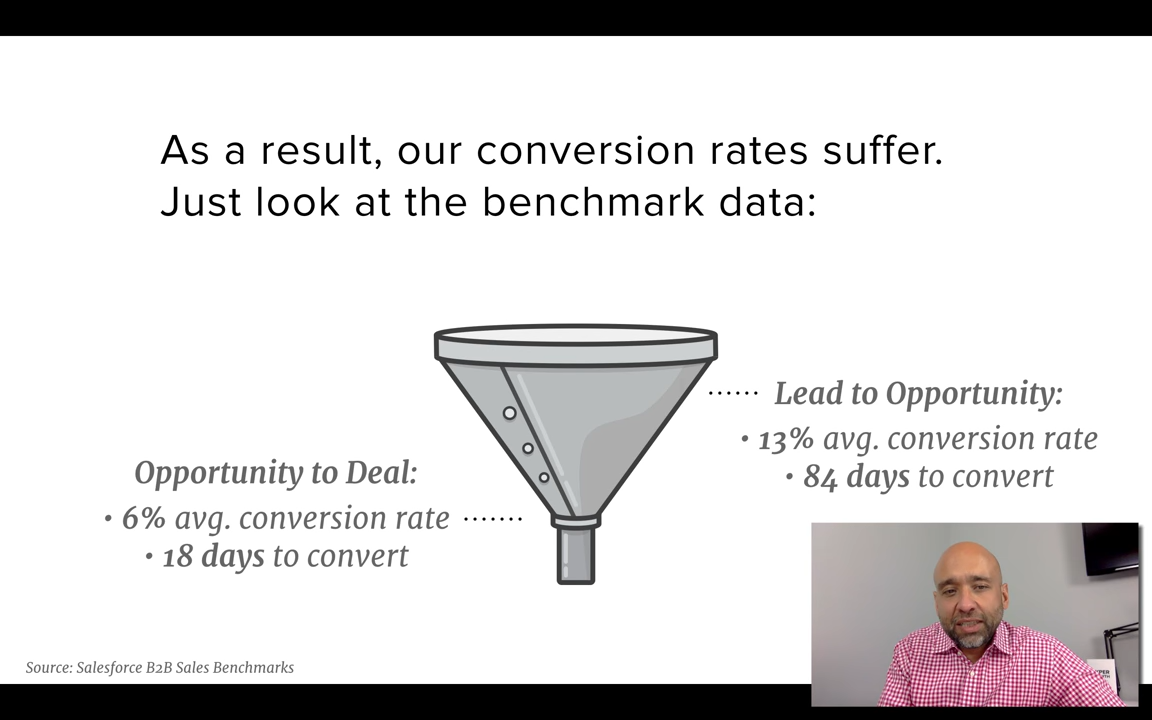 As a result, our conversion rates suffer.
Just look at the benchmark data:
Lead to Opportunity:
• 13% avg. conversion rate
• 84 days to convert
Opportunity to Deal:
• 6% avg. conversion rate
• 18 days to convert
Source: Salesforce B2B Sales Benchmarks